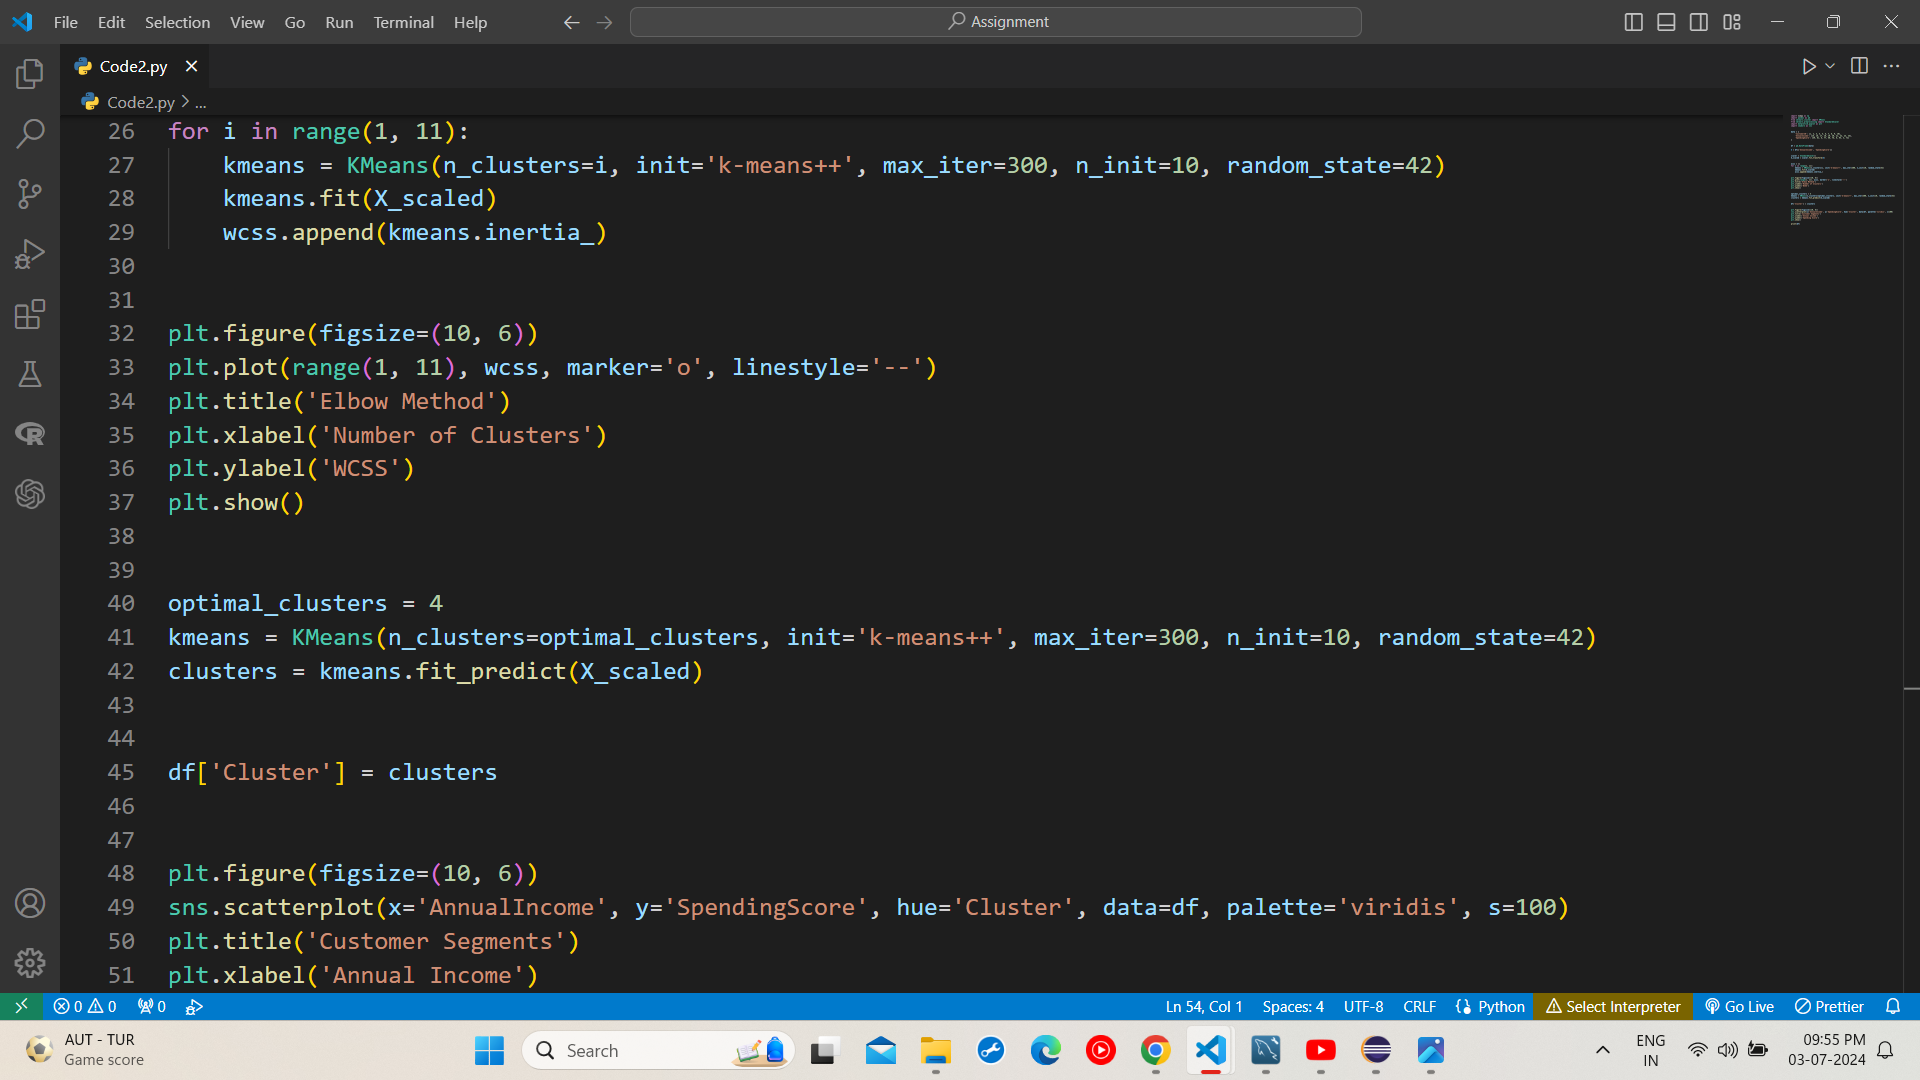 File Edit Selection View Go Run Terminal Help
Assignment
Code2.py
Code2.py > ...
26 for i in range(1, 11):
27     kmeans = KMeans(n_clusters=i, init='k-means++', max_iter=300, n_init=10, random_state=42)
28     kmeans.fit(X_scaled)
29     wcss.append(kmeans.inertia_)
30
31
32 plt.figure(figsize=(10, 6))
33 plt.plot(range(1, 11), wcss, marker='o', linestyle='--')
34 plt.title('Elbow Method')
35 plt.xlabel('Number of Clusters')
36 plt.ylabel('WCSS')
37 plt.show()
38
39
40 optimal_clusters = 4
41 kmeans = KMeans(n_clusters=optimal_clusters, init='k-means++', max_iter=300, n_init=10, random_state=42)
42 clusters = kmeans.fit_predict(X_scaled)
43
44
45 df['Cluster'] = clusters
46
47
48 plt.figure(figsize=(10, 6))
49 sns.scatterplot(x='AnnualIncome', y='SpendingScore', hue='Cluster', data=df, palette='viridis', s=100)
50 plt.title('Customer Segments')
51 plt.xlabel('Annual Income')
0 0 0 Ln 54, Col 1 Spaces: 4 UTF-8 CRLF Python Select Interpreter Go Live Prettier
AUT - TUR
Game score
Search
ENG
IN
09:55 PM
03-07-2024